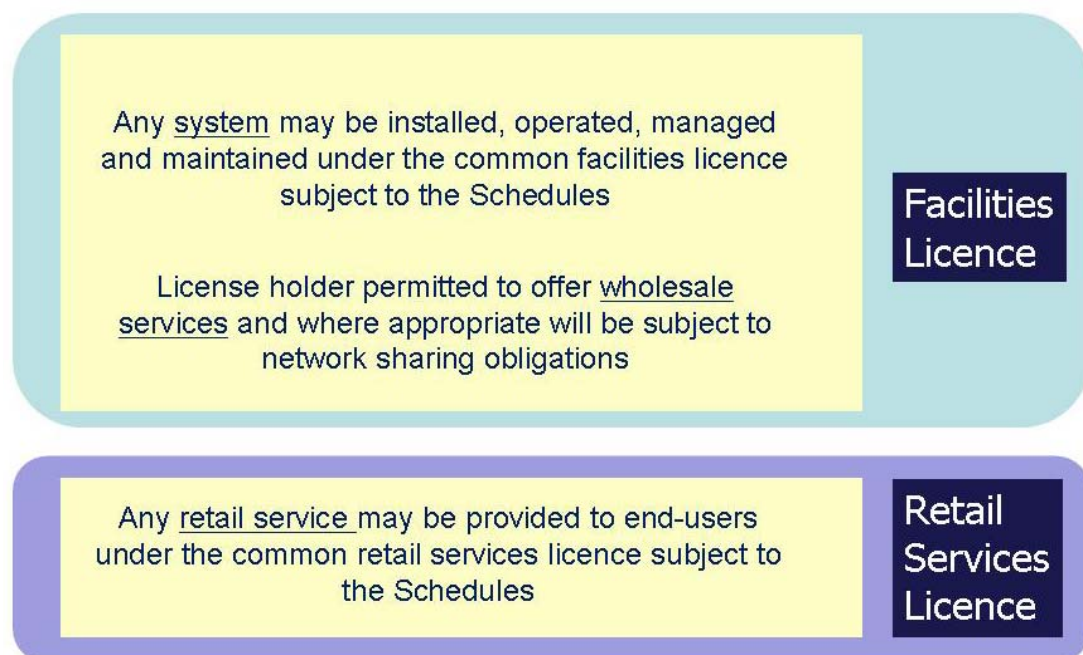 Any system may be installed, operated, managed
and maintained under the common facilities licence
subject to the Schedules
License holder permitted to offer wholesale
services and where appropriate will be subject to
network sharing obligations
Facilities
Licence
Any retail service may be provided to end-users
under the common retail services licence subject to
the Schedules
Retail
Services
Licence